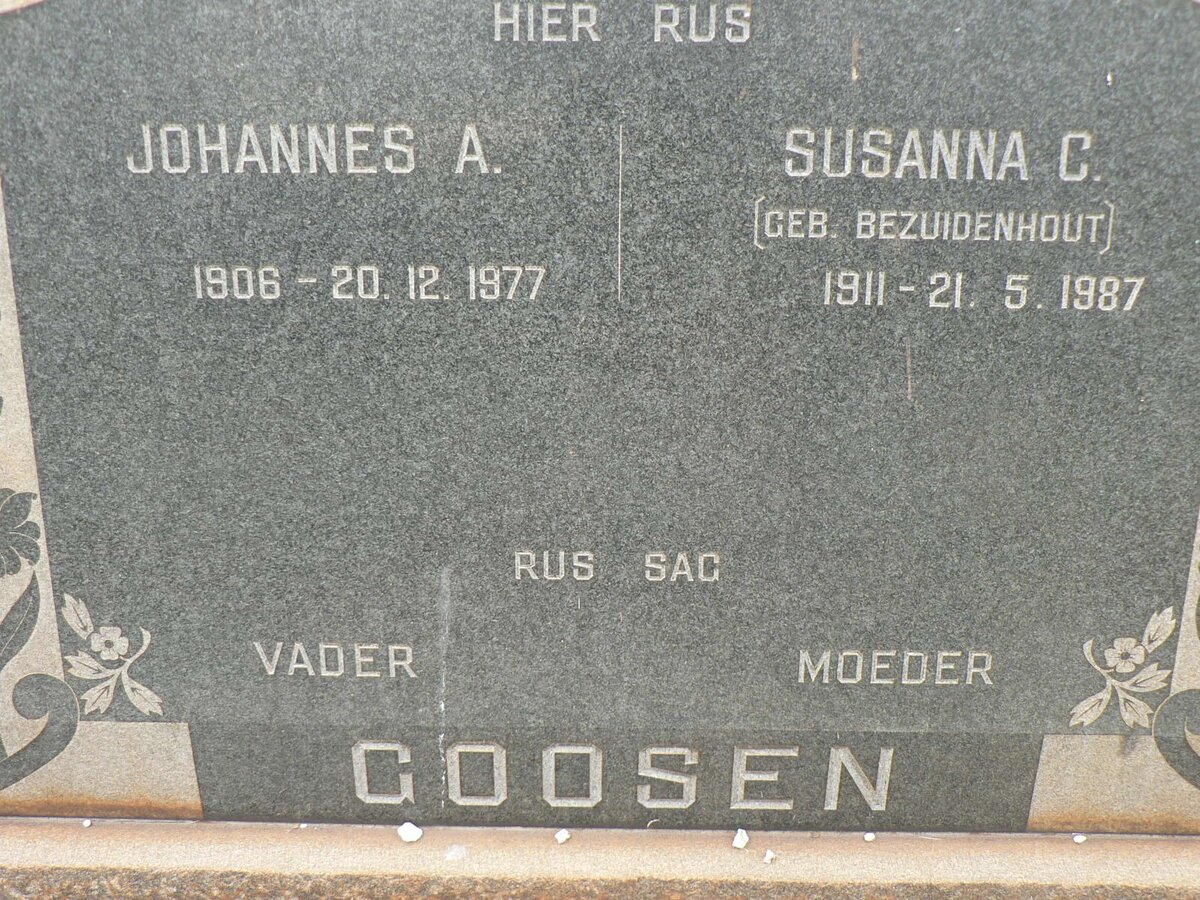 HIER RUS
JOHANNES A.
1906 - 20. 12. 1977
SUSANNA C.
(GEB. BEZUIDENHOUT)
1911 - 21. 5. 1987
RUS SAG
VADER MOEDER
GOOSEN